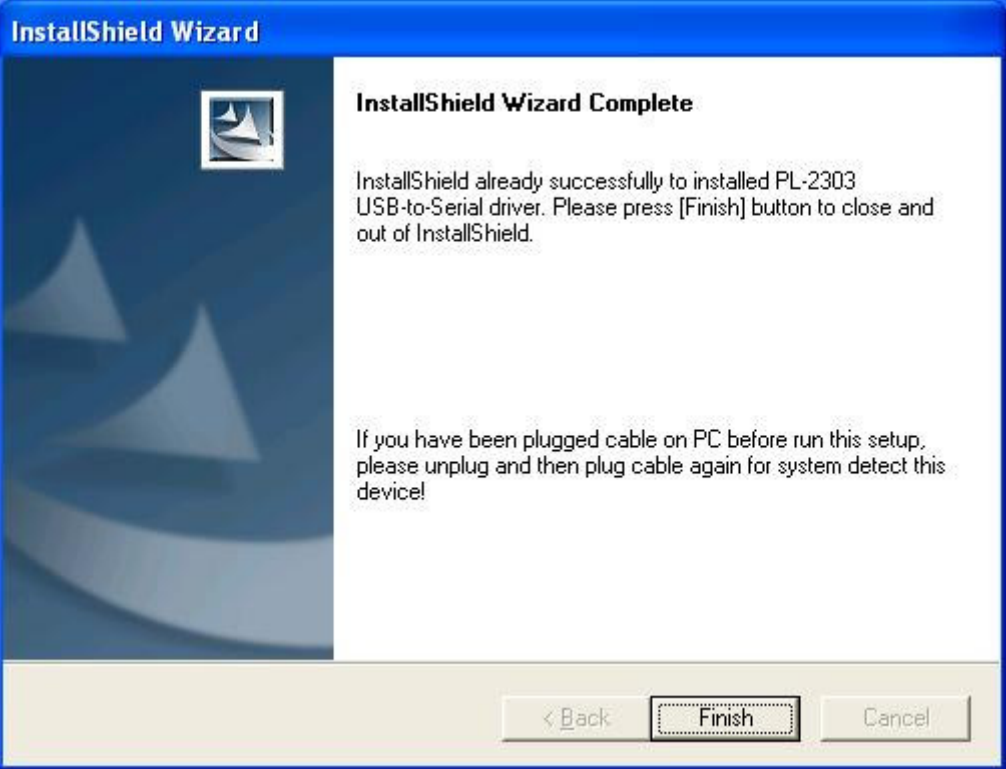 InstallShield Wizard
InstallShield Wizard Complete
InstallShield already successfully to installed PL-2303
USB-to-Serial driver. Please press [Finish] button to close and
out of InstallShield.
If you have been plugged cable on PC before run this setup,
please unplug and then plug cable again for system detect this
device!
< Back
Finish
Cancel